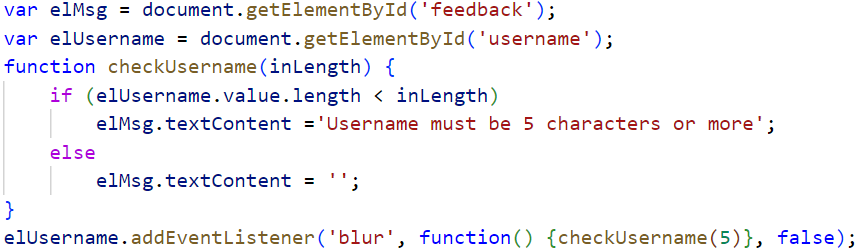 var elMsg = document.getElementById('feedback');
var elUsername = document.getElementById('username');
function checkUsername(inLength) {
    if (elUsername.value.length < inLength)
        elMsg.textContent ='Username must be 5 characters or more';
    else
        elMsg.textContent = '';
}
elUsername.addEventListener('blur', function() {checkUsername(5)}, false);